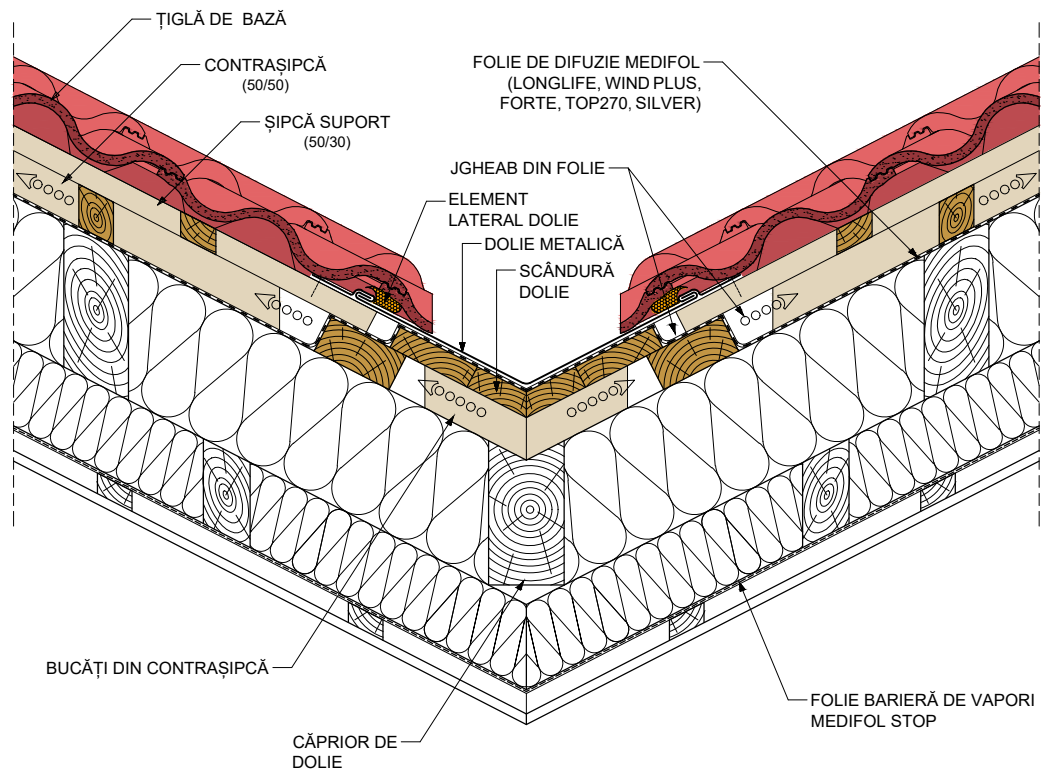 ȚIGLĂ DE BAZĂ
CONTRAȘIPCĂ
(50/50)
ȘIPCĂ SUPORT
(50/30)
FOLIE DE DIFUZIE MEDIFOL
(LONGLIFE, WIND PLUS,
FORTE, TOP270, SILVER)
JGHEAB DIN FOLIE
ELEMENT
LATERAL DOLIE
DOLIE METALICĂ
SCÂNDURĂ
DOLIE
BUCĂȚI DIN CONTRAȘIPCĂ
CĂPRIOR DE
DOLIE
FOLIE BARIERĂ DE VAPORI
MEDIFOL STOP